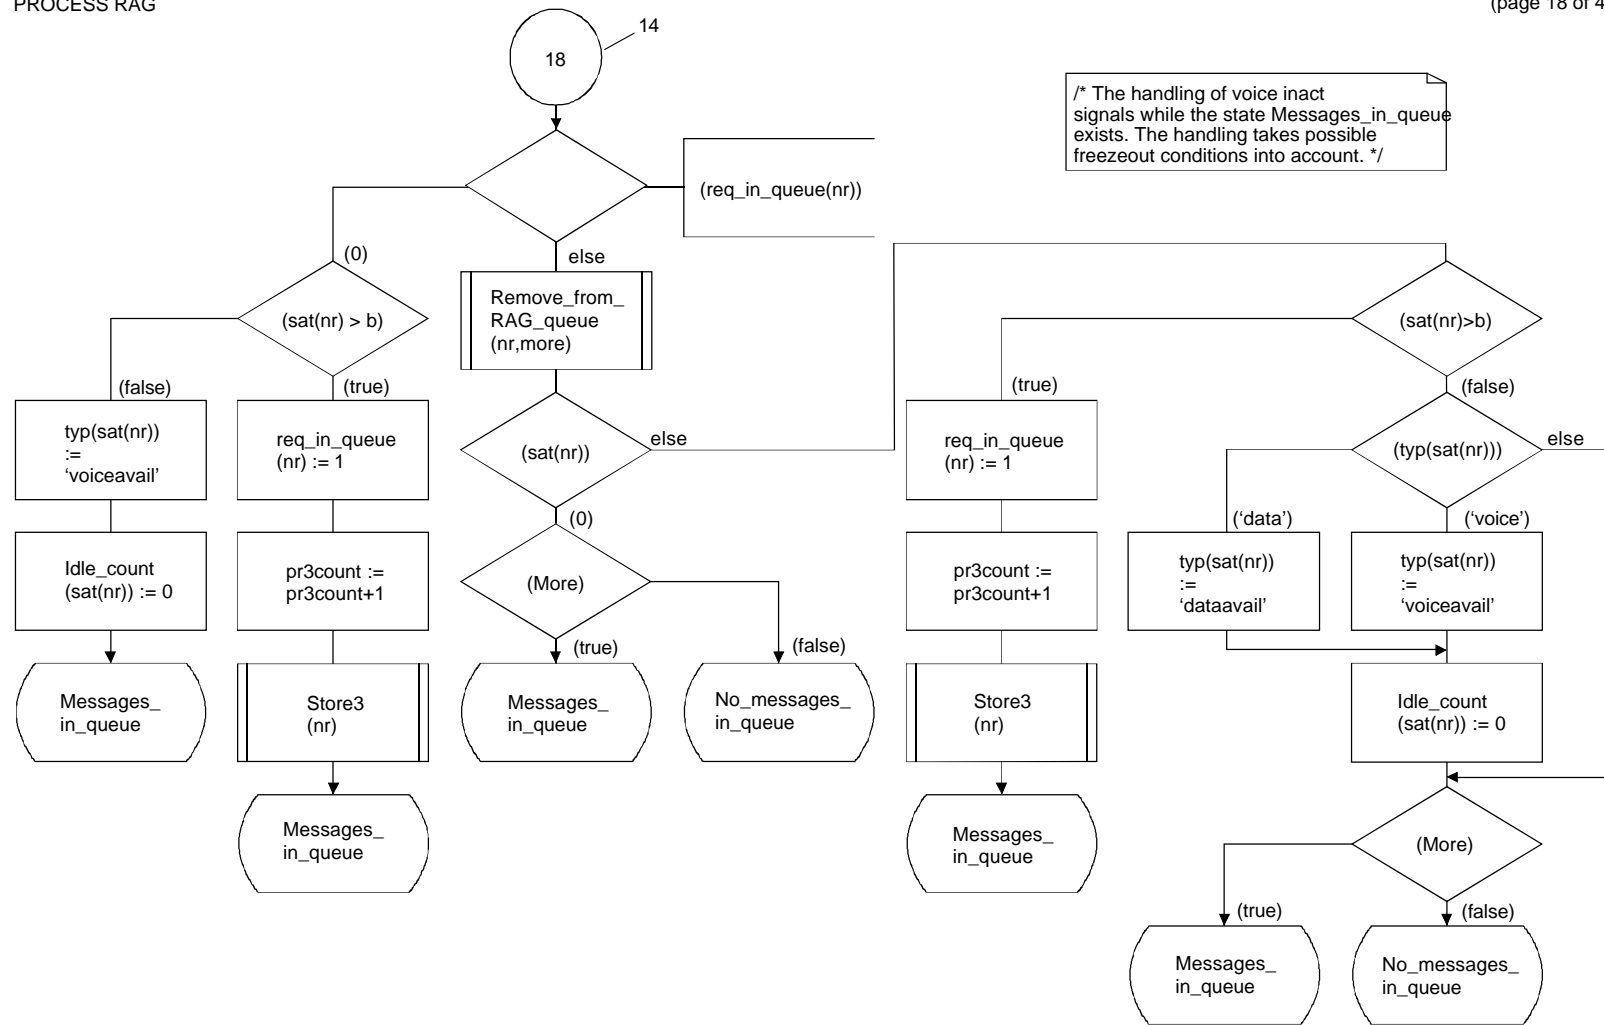 PROCESS RAG
(page 18 of 4
14
18
/* The handling of voice inact
signals while the state Messages_in_queue
exists. The handling takes possible
freezeout conditions into account. */
(req_in_queue(nr))
(0)
else
(sat(nr) > b)
Remove_from_
RAG_queue
(nr,more)
(sat(nr)>b)
(false)
(true)
(true)
(false)
typ(sat(nr))
:=
‘voiceavail’
req_in_queue
(nr) := 1
(sat(nr))
else
req_in_queue
(nr) := 1
(typ(sat(nr)))
else
(0)
(‘data’)
(‘voice’)
Idle_count
(sat(nr)) := 0
pr3count :=
pr3count+1
(More)
pr3count :=
pr3count+1
typ(sat(nr))
:=
‘dataavail’
typ(sat(nr))
:=
‘voiceavail’
(true)
(false)
Messages_
in_queue
Store3
(nr)
Messages_
in_queue
No_messages_
in_queue
Store3
(nr)
Idle_count
(sat(nr)) := 0
Messages_
in_queue
Messages_
in_queue
(More)
(true)
(false)
Messages_
in_queue
No_messages_
in_queue